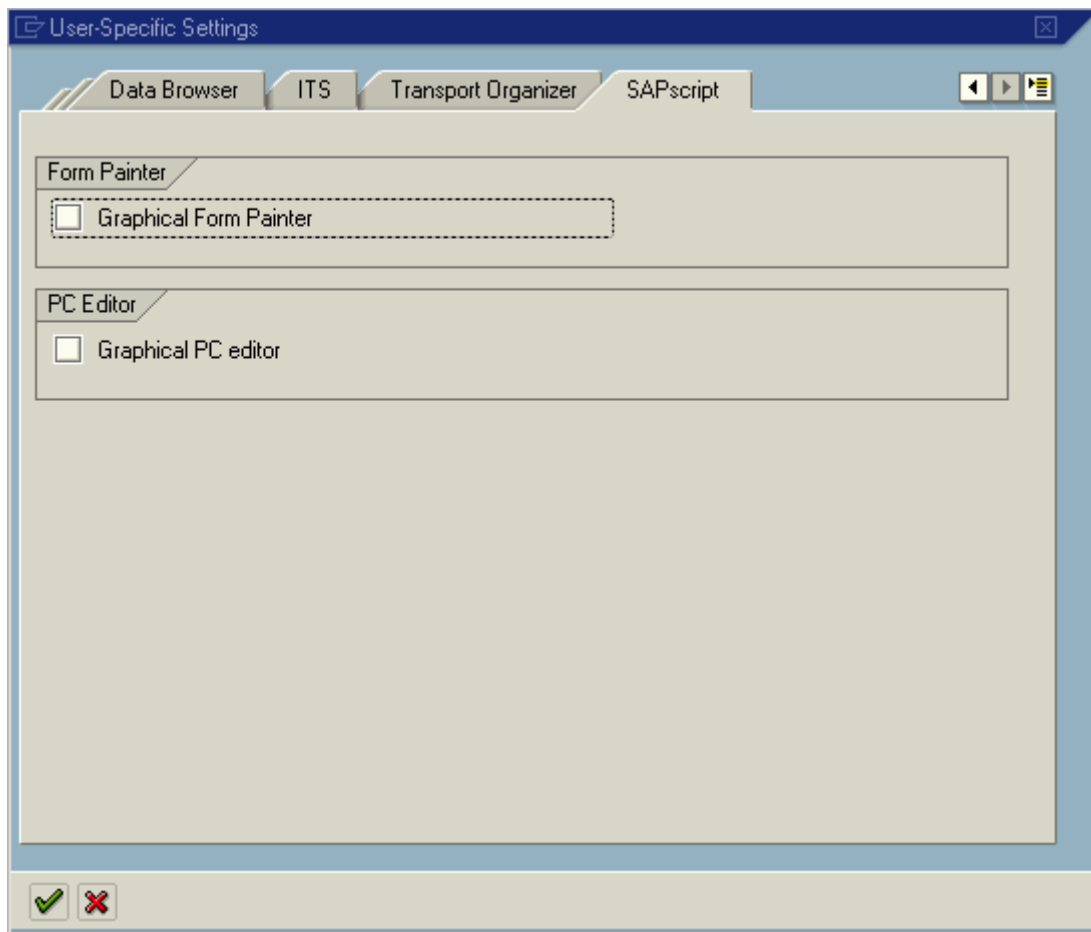 User-Specific Settings
Data Browser ITS Transport Organizer SAPscript
Form Painter
Graphical Form Painter
PC Editor
Graphical PC editor